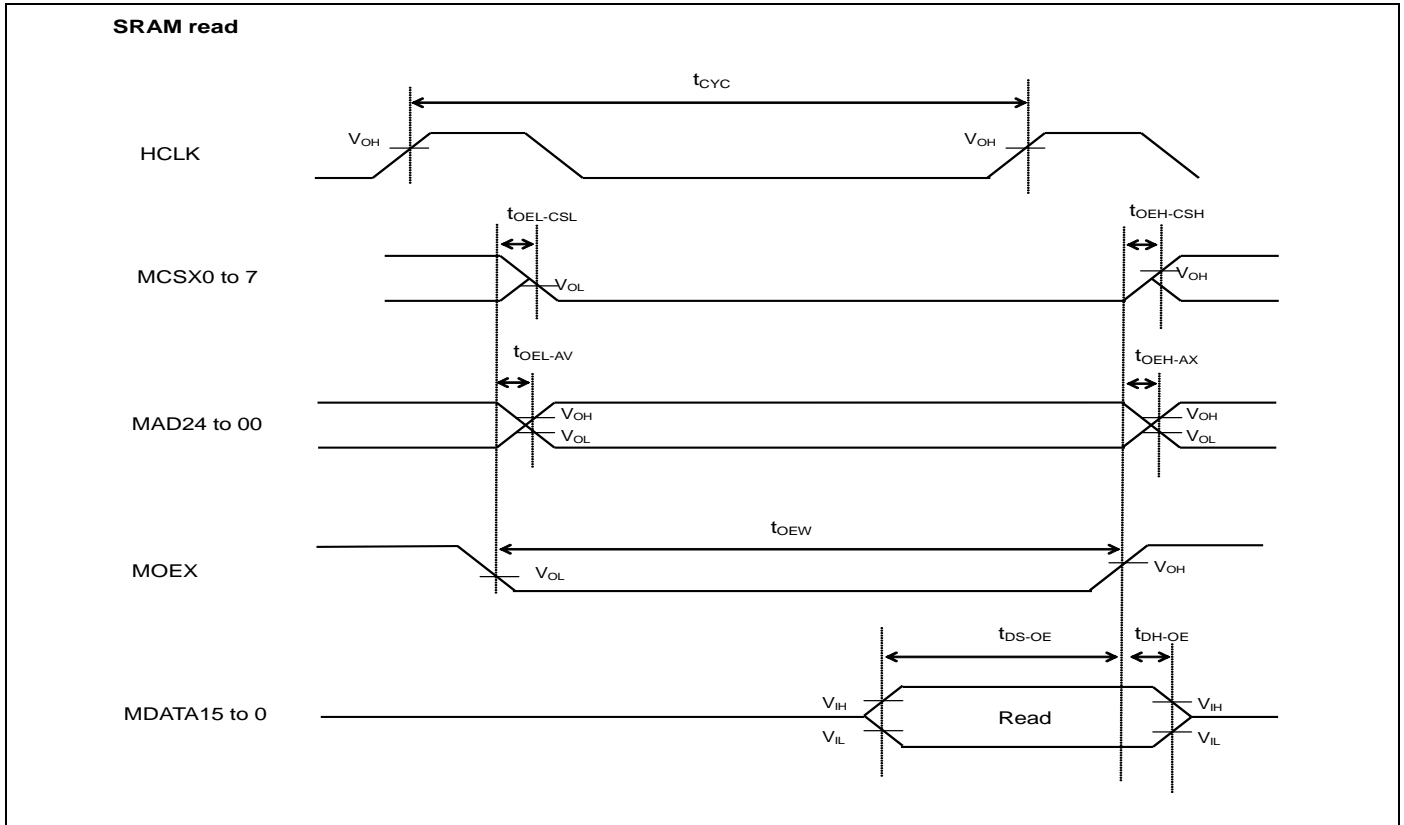 SRAM read
tCYC
HCLK
VOH
VOH
tOEL-CSL
tOEH-CSH
MCSX0 to 7
VOL
VOH
tOEL-AV
tOEH-AX
MAD24 to 00
VOH
VOL
VOH
VOL
tOEW
MOEX
VOL
VOH
tDS-OE
tDH-OE
MDATA15 to 0
VIH
VIL
Read
VIH
VIL